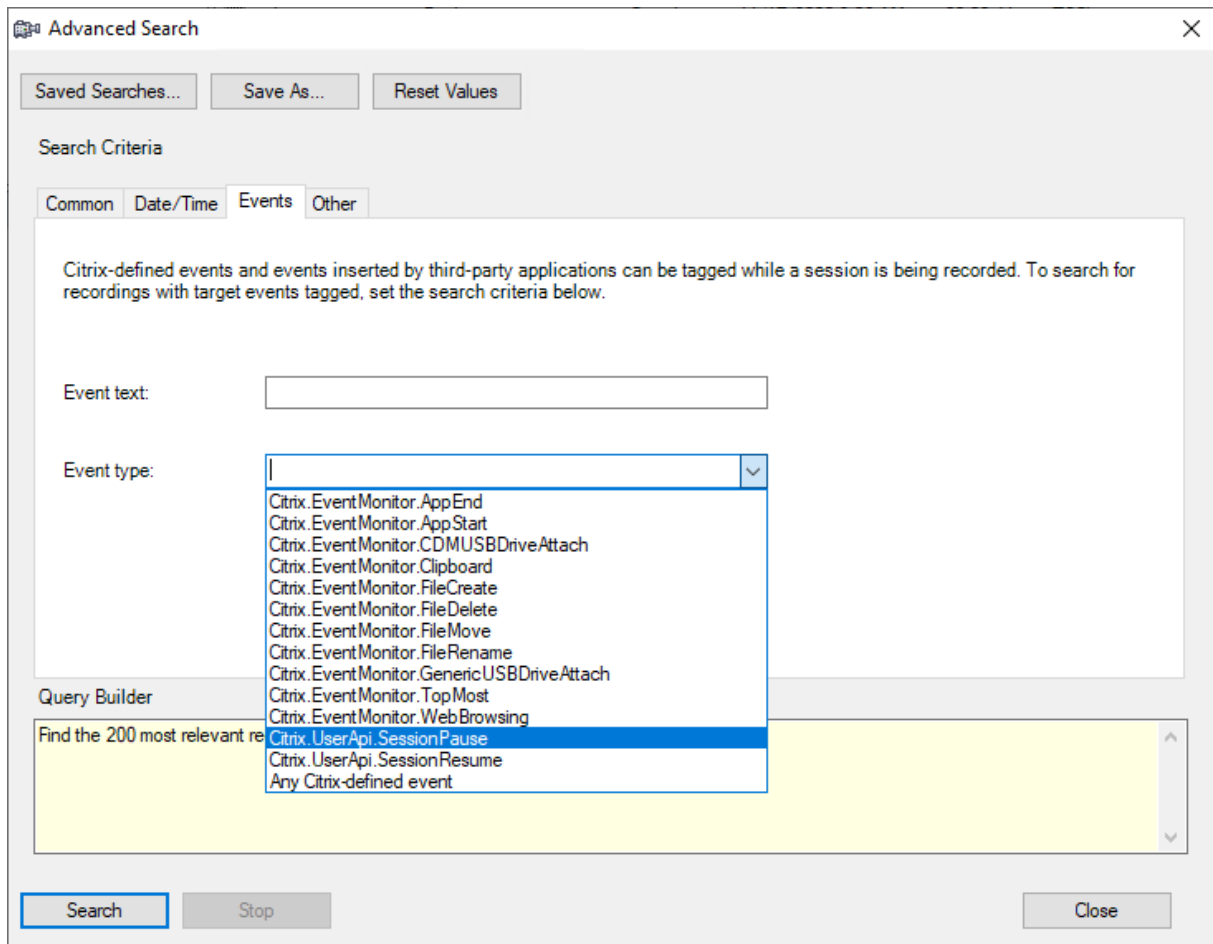 Advanced Search
Saved Searches... Save As... Reset Values
Search Criteria
Common Date/Time Events Other
Citrix-defined events and events inserted by third-party applications can be tagged while a session is being recorded. To search for
recordings with target events tagged, set the search criteria below.
Event text:
Event type:
Citrix.EventMonitor.AppEnd
Citrix.EventMonitor.AppStart
Citrix.EventMonitor.CDMUSBDriveAttach
Citrix.EventMonitor.Clipboard
Citrix.EventMonitor.FileCreate
Citrix.EventMonitor.FileDelete
Citrix.EventMonitor.FileMove
Citrix.EventMonitor.FileRename
Citrix.EventMonitor.GenericUSBDriveAttach
Citrix.EventMonitor.TopMost
Citrix.EventMonitor.WebBrowsing
Citrix.UserApi.SessionPause
Citrix.UserApi.SessionResume
Any Citrix-defined event
Query Builder
Find the 200 most relevant re
Search Stop Close